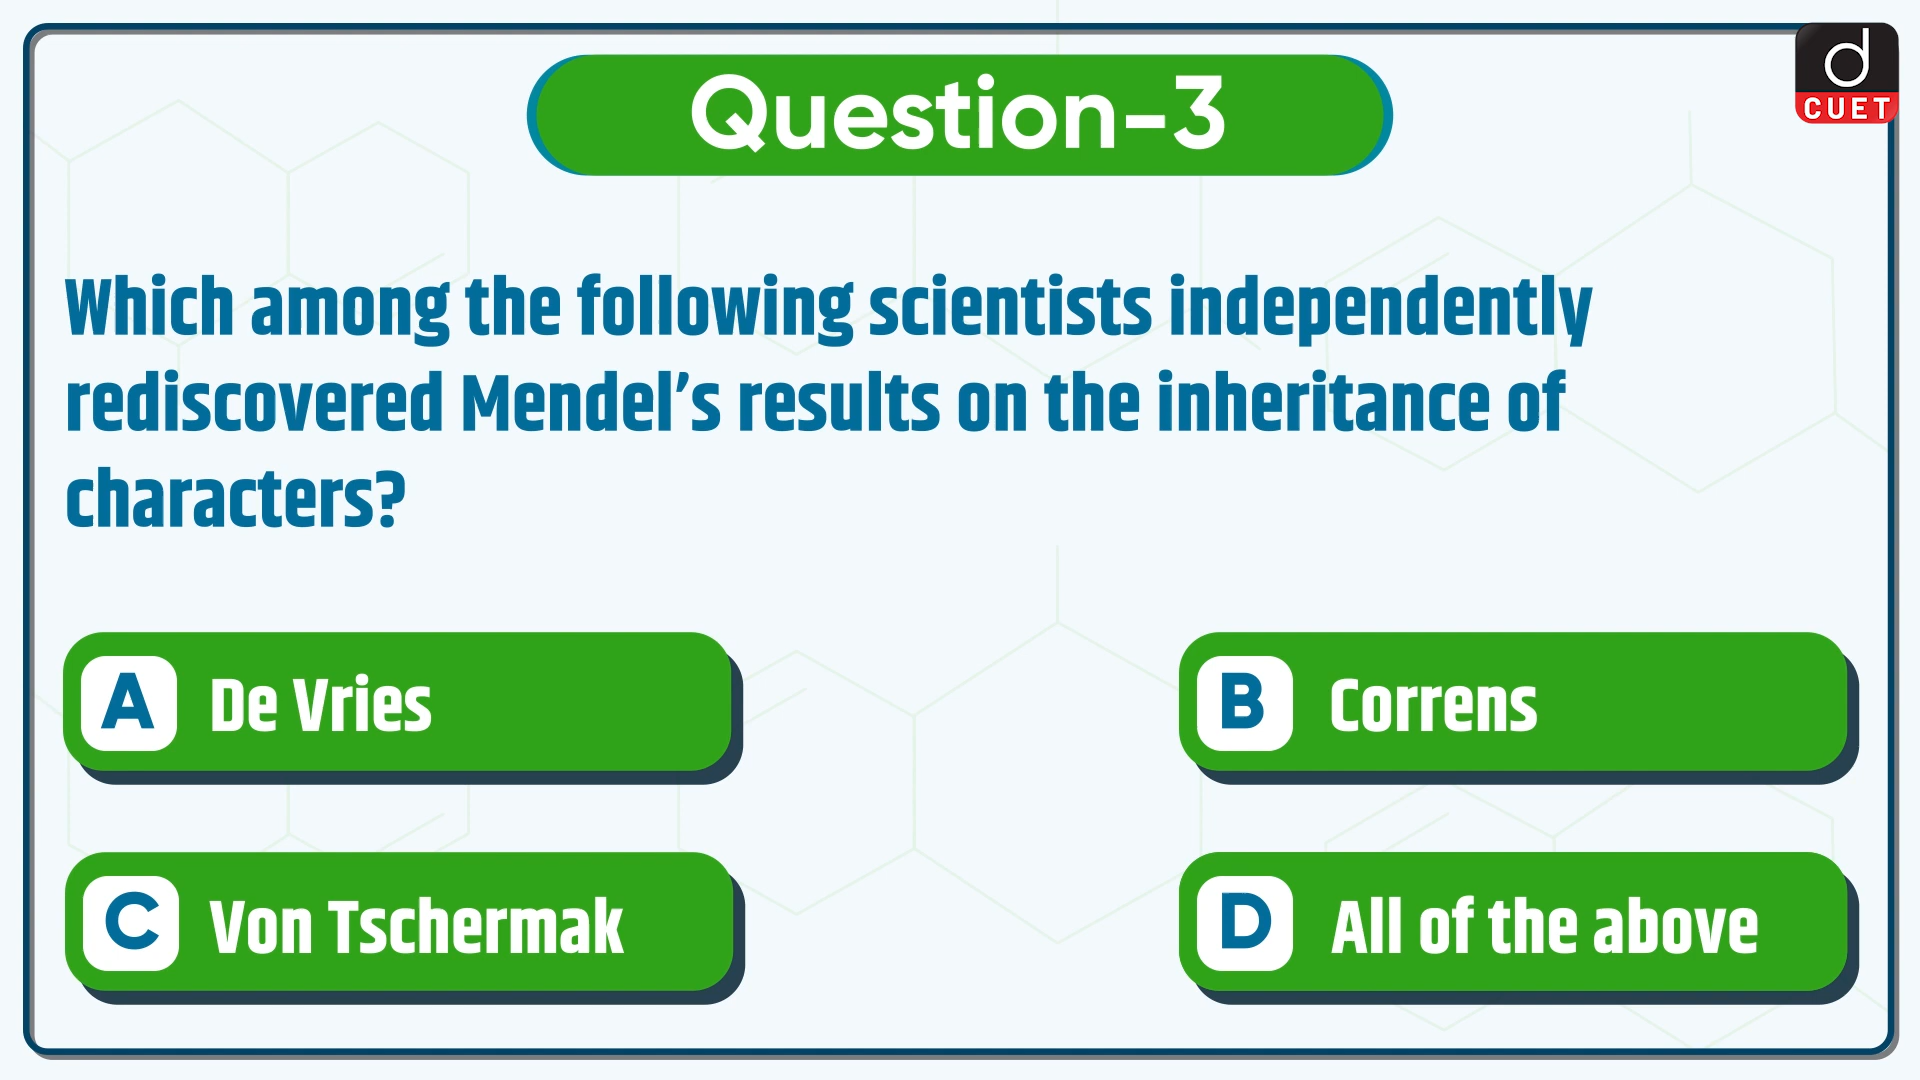 d
CUET
Question-3
Which among the following scientists independently
rediscovered Mendel’s results on the inheritance of
characters?
A De Vries
B Correns
C Von Tschermak
D All of the above